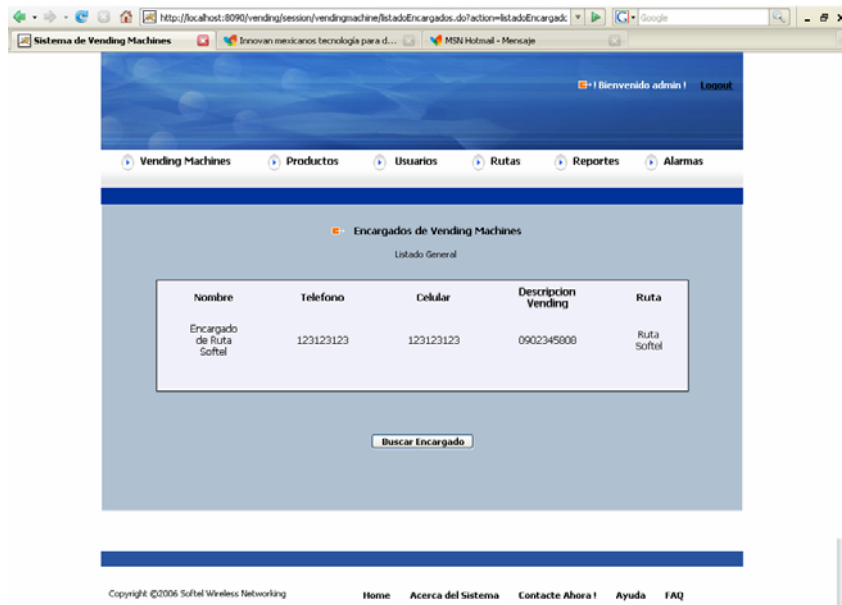 http://localhost:8090/vending/session/vendingmachine/listadoEncargados.do?action=listadoEncargadc
Google
Sistema de Vending Machines
Innovan mexicanos tecnología para d...
MSN Hotmail - Mensaje
! Bienvenido admin !
Logout
Vending Machines
Productos
Usuarios
Rutas
Reportes
Alarmas
Encargados de Vending Machines
Listado General
Nombre
Telefono
Celular
Descripcion
Vending
Ruta
Encargado
de Ruta
Softel
123123123
123123123
0902345808
Ruta
Softel
Buscar Encargado
Copyright ©2006 Softel Wireless Networking
Home
Acerca del Sistema
Contacte Ahora !
Ayuda
FAQ